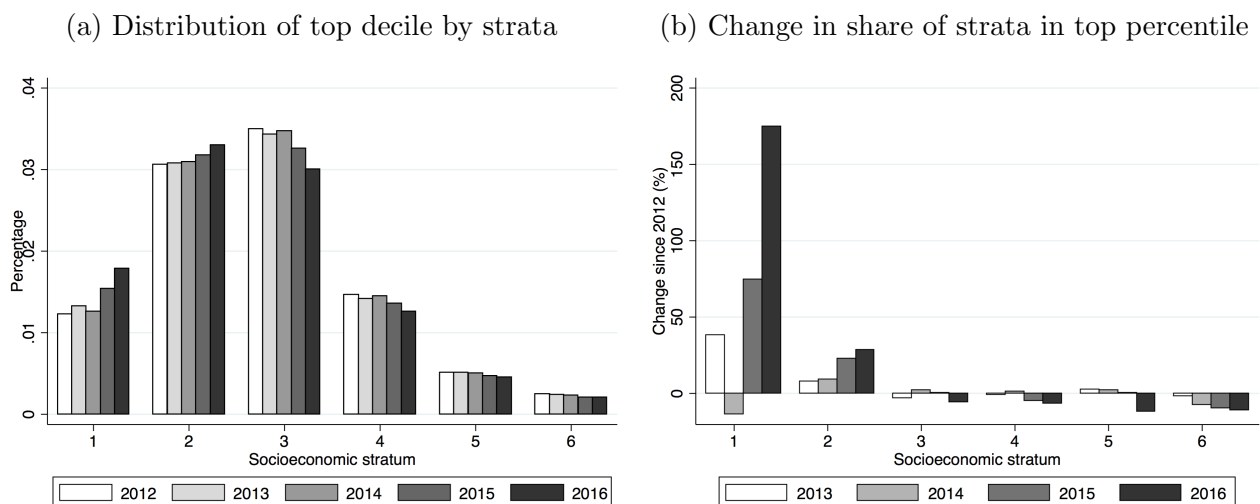 (a) Distribution of top decile by strata
.04
.03
.02
.01
0
Percentage
1 2 3 4 5 6
Socioeconomic stratum
2012 2013 2014 2015 2016
(b) Change in share of strata in top percentile
200
150
100
50
0
Change since 2012 (%)
1 2 3 4 5 6
Socioeconomic stratum
2013 2014 2015 2016